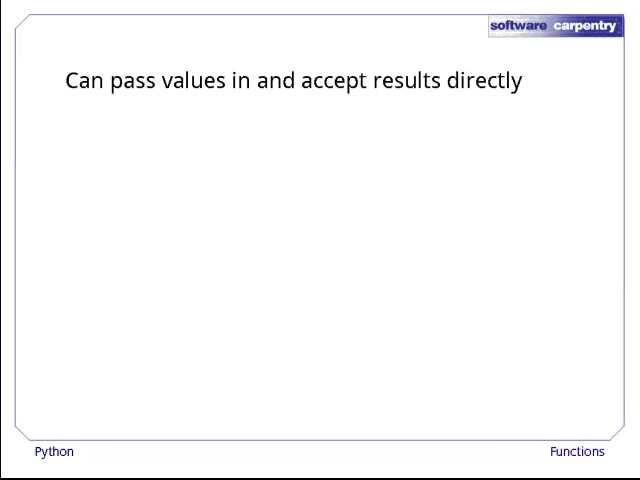 software carpentry
Can pass values in and accept results directly
Python
Functions